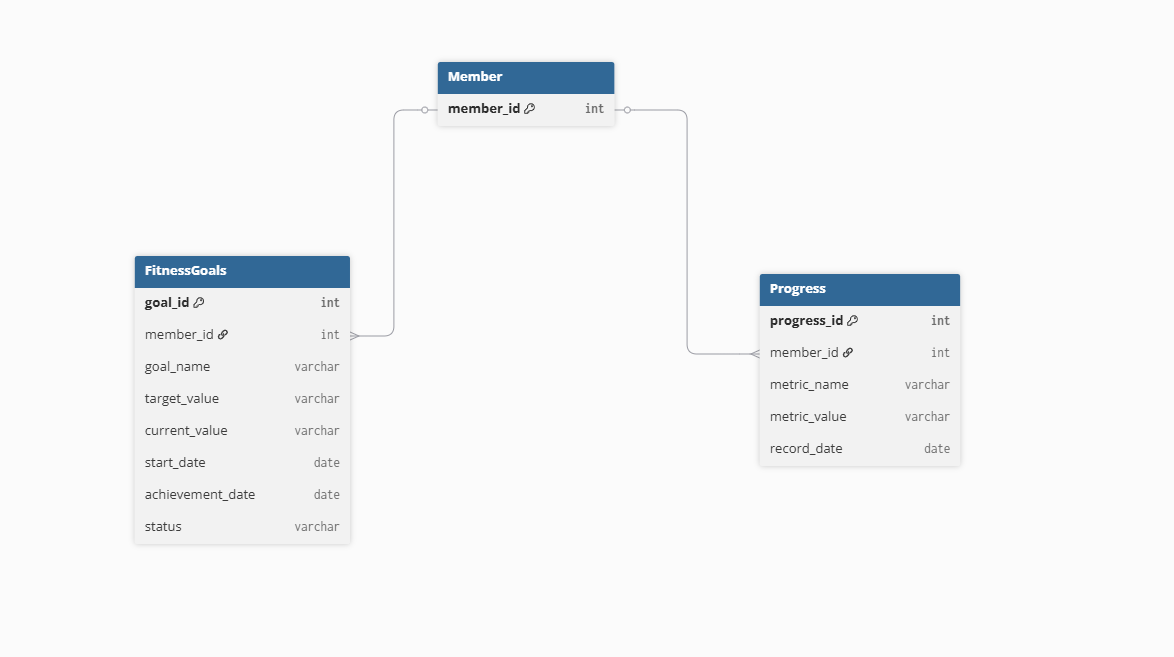 Member
member_id int
FitnessGoals
goal_id int
member_id int
goal_name varchar
target_value varchar
current_value varchar
start_date date
achievement_date date
status varchar
Progress
progress_id int
member_id int
metric_name varchar
metric_value varchar
record_date date